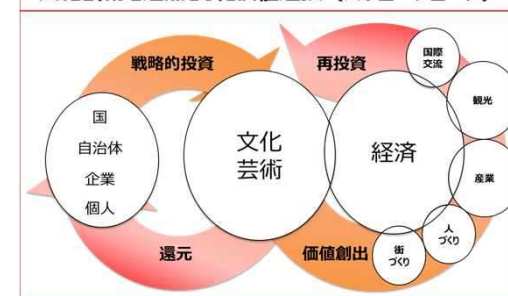 戦略的投資
再投資
国際
交流
観光
国
自治体
企業
個人
文化
芸術
経済
産業
人
づくり
街
づくり
還元
価値創出